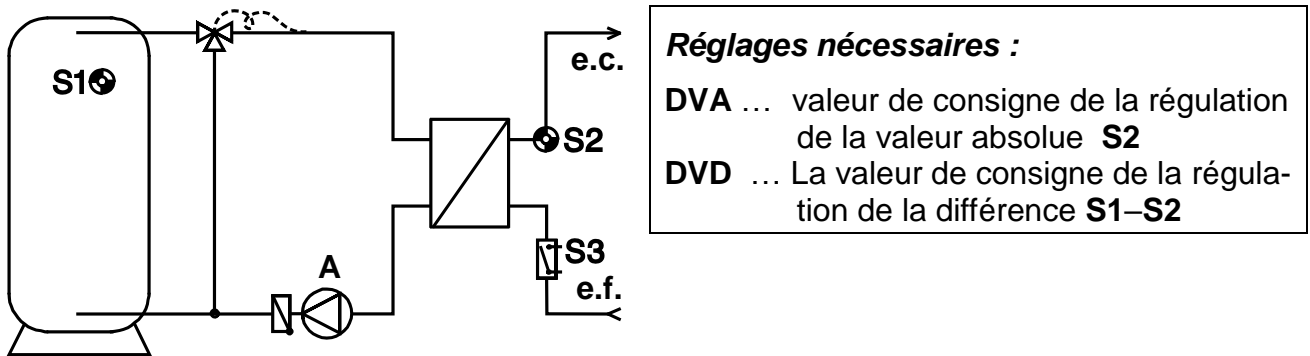 S1
A
e.c.
S2
S3
e.f.
Réglages nécessaires :
DVA … valeur de consigne de la régulation
de la valeur absolue S2
DVD … La valeur de consigne de la régula-
tion de la différence S1–S2